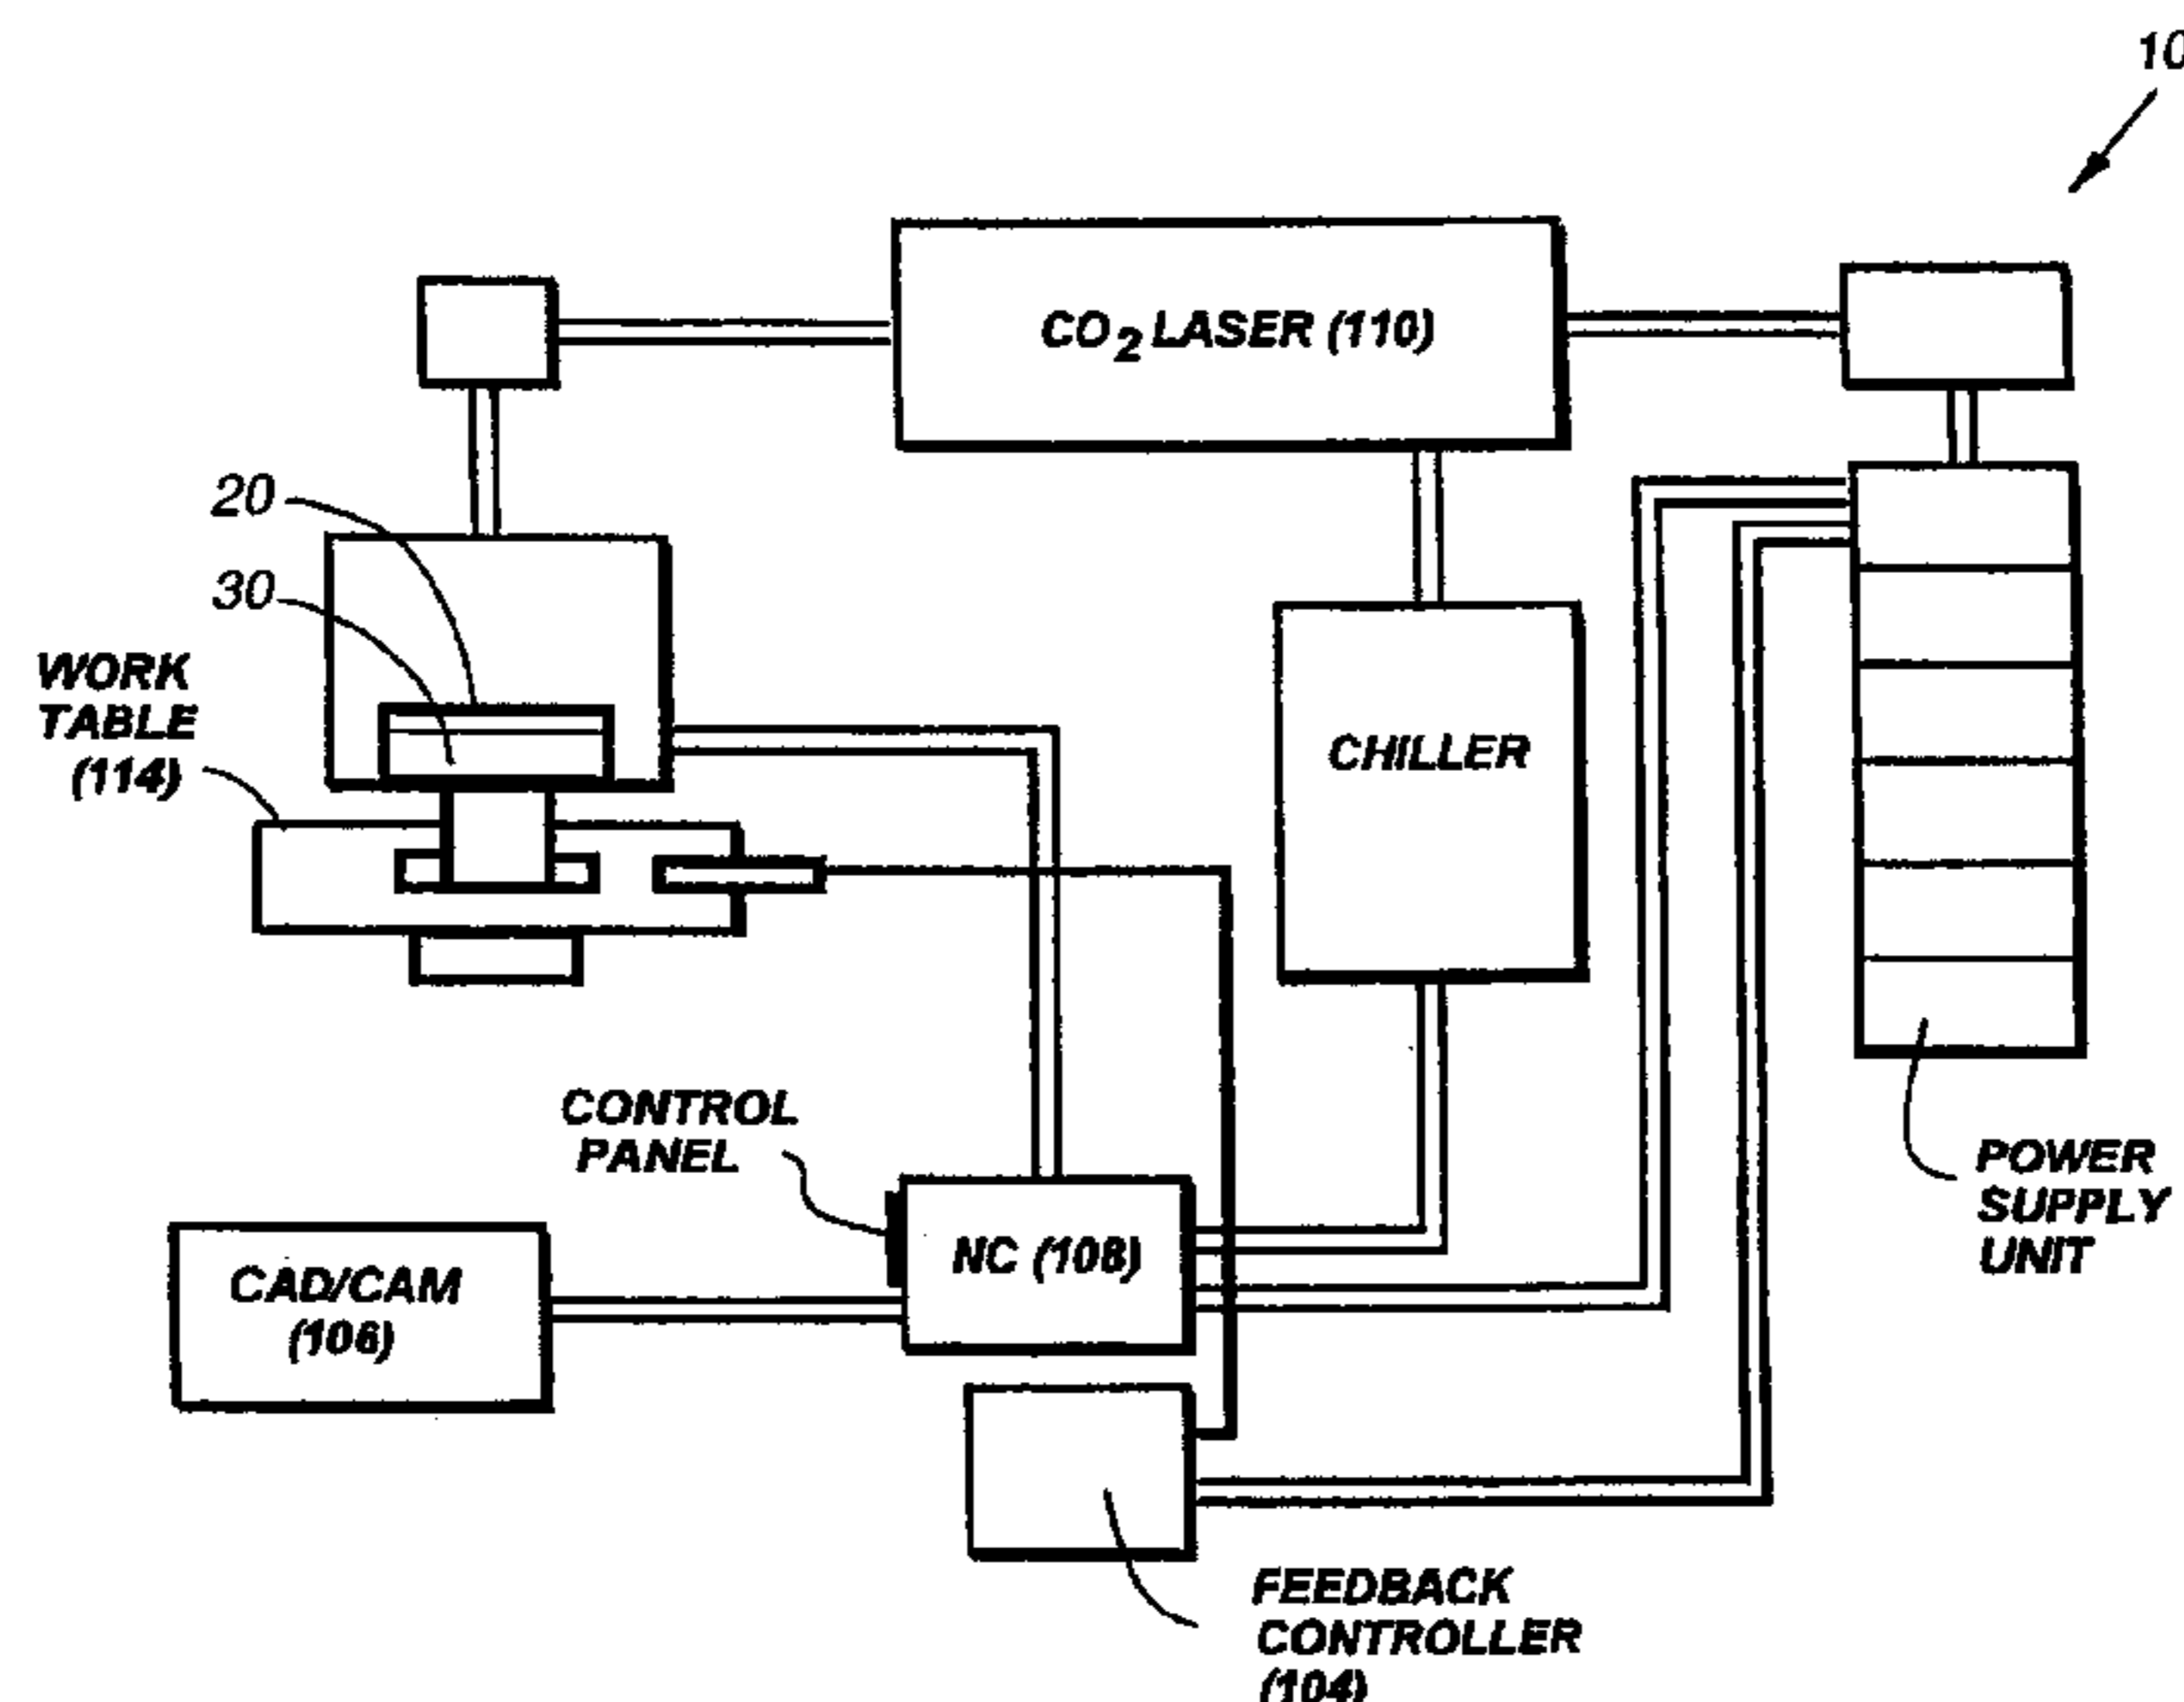 10
CO2 LASER (110)
20
30
WORK
TABLE
(114)
CHILLER
CONTROL
PANEL
POWER
SUPPLY
UNIT
NC (108)
CAD/CAM
(106)
FEEDBACK
CONTROLLER
(104)